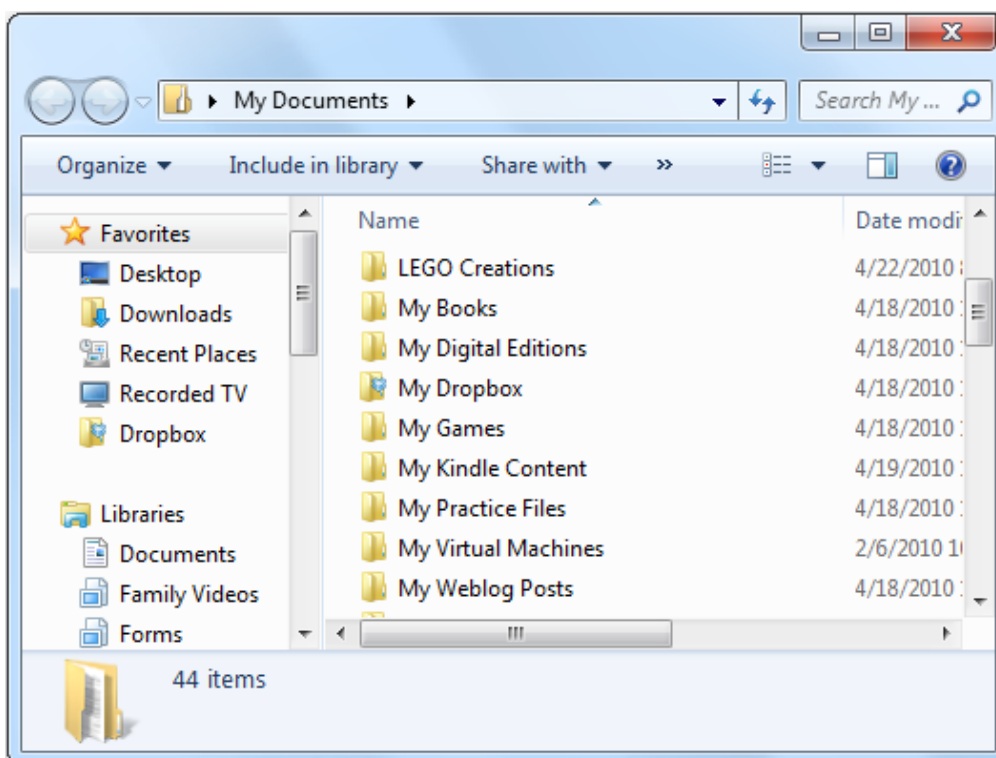 My Documents
Search My ...
Organize Include in library Share with »
Name Date modif
Favorites
Desktop
Downloads
Recent Places
Recorded TV
Dropbox
Libraries
Documents
Family Videos
Forms
LEGO Creations 4/22/2010
My Books 4/18/2010
My Digital Editions 4/18/2010
My Dropbox 4/18/2010
My Games 4/18/2010
My Kindle Content 4/19/2010
My Practice Files 4/18/2010
My Virtual Machines 2/6/2010
My Weblog Posts 4/18/2010
44 items